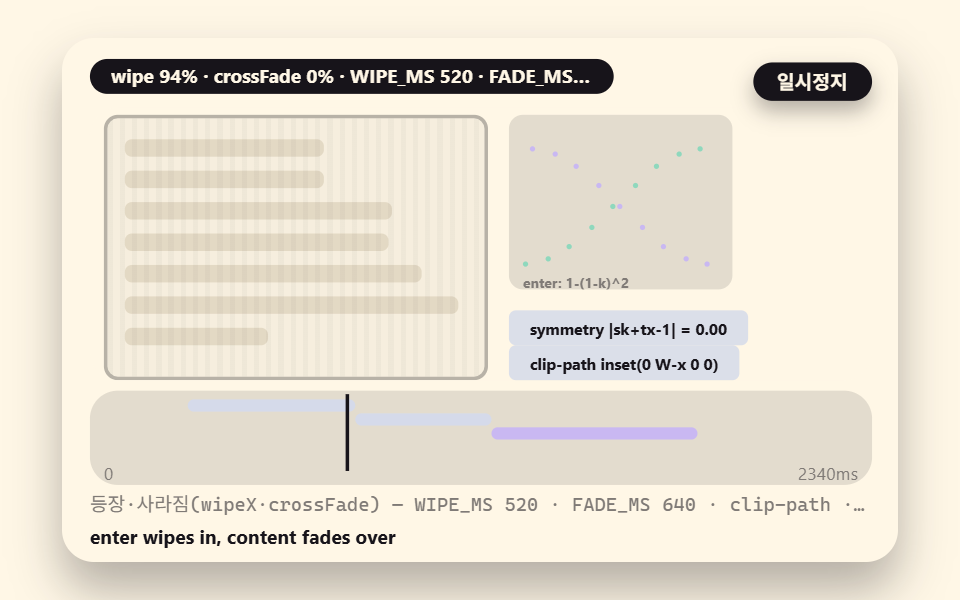 wipe 94% · crossFade 0% · WIPE_MS 520 · FADE_MS…
일시정지
enter: 1-(1-k)^2
symmetry |sk+tx-1| = 0.00
clip-path inset(0 W-x 0 0)
0
2340ms
등장·사라짐(wipeX·crossFade) — WIPE_MS 520 · FADE_MS 640 · clip-path ·…
enter wipes in, content fades over